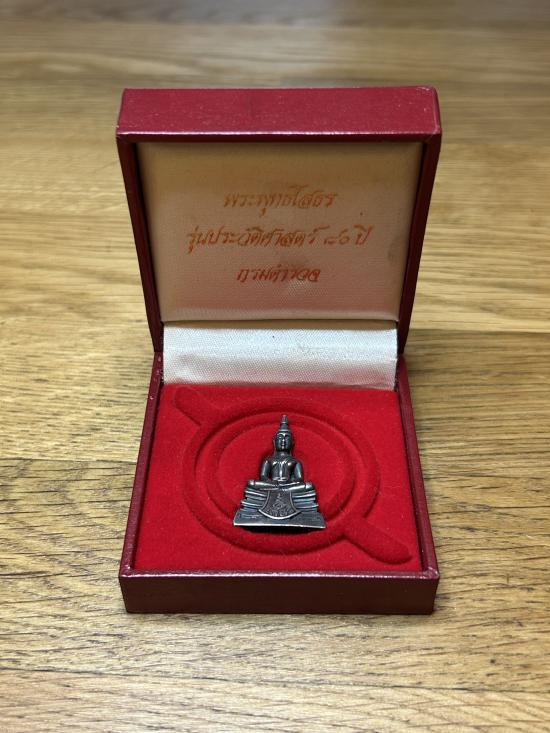 พระพุทธโสธร
รุ่นประวัติศาสตร์ ๘๐ ปี
กรมตำรวจ